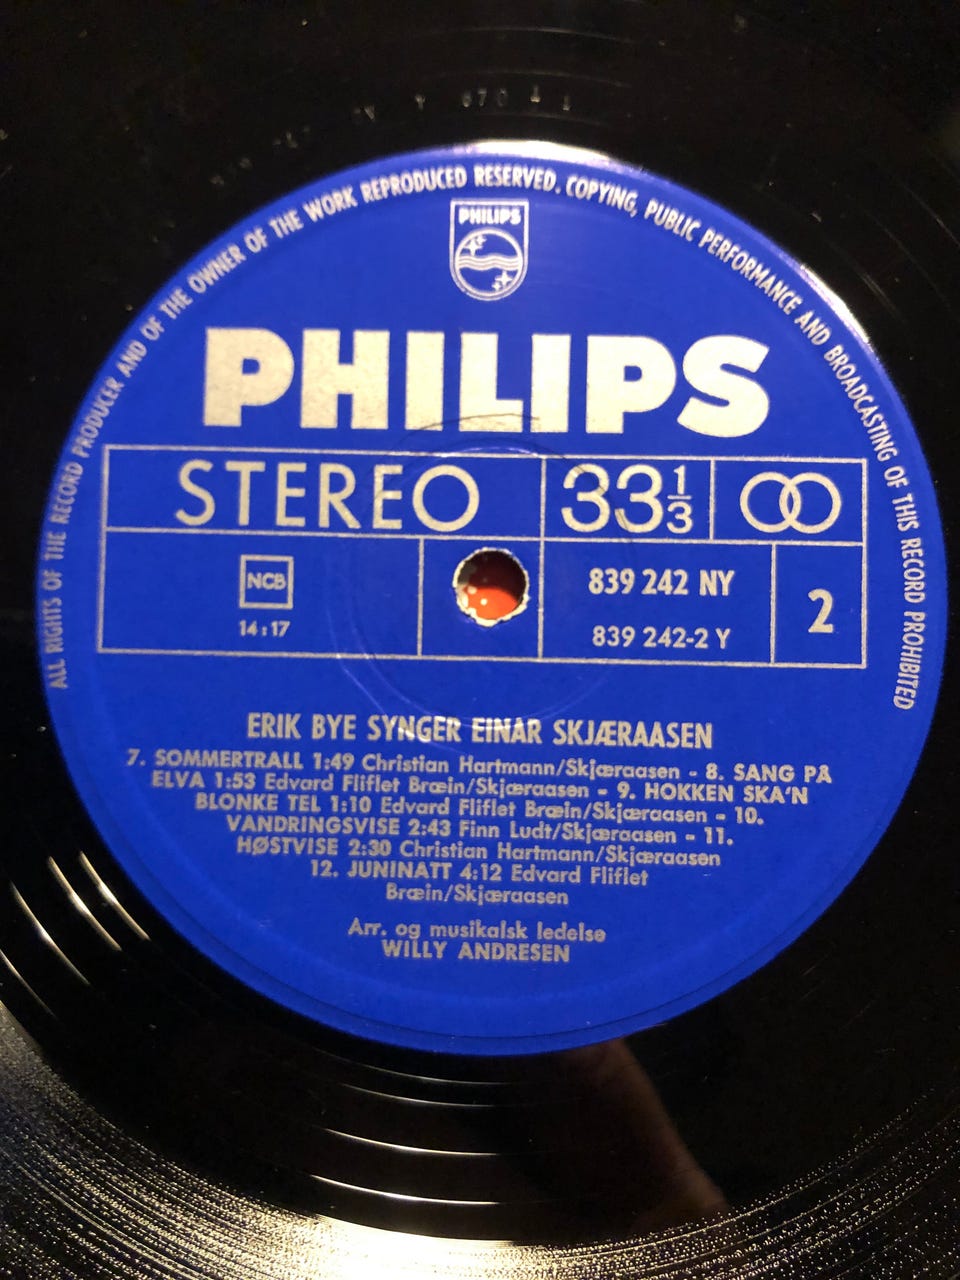 ALL RIGHTS OF THE RECORD PRODUCER AND OF THE OWNER OF THE WORK REPRODUCED RESERVED. COPYING, PUBLIC PERFORMANCE AND BROADCASTING OF THIS RECORD PROHIBITED
PHILIPS
PHILIPS
STEREO 33 1/3
NCB
839 242 NY
14:17
839 242-2 Y
2
ERIK BYE SYNGER EINAR SKJÆRAASEN
7. SOMMERTRALL 1:49 Christian Hartmann/Skjæraasen - 8. SANG PÅ
ELVA 1:53 Edvard Fliflet Bræin/Skjæraasen - 9. HOKKEN SKA'N
BLONKE TEL 1:10 Edvard Fliflet Bræin/Skjæraasen - 10.
VANDRINGSVISE 2:43 Finn Ludt/Skjæraasen - 11.
HØSTVISE 2:30 Christian Hartmann/Skjæraasen
12. JUNINATT 4:12 Edvard Fliflet
Bræin/Skjæraasen
Arr. og musikalsk ledelse
WILLY ANDRESEN